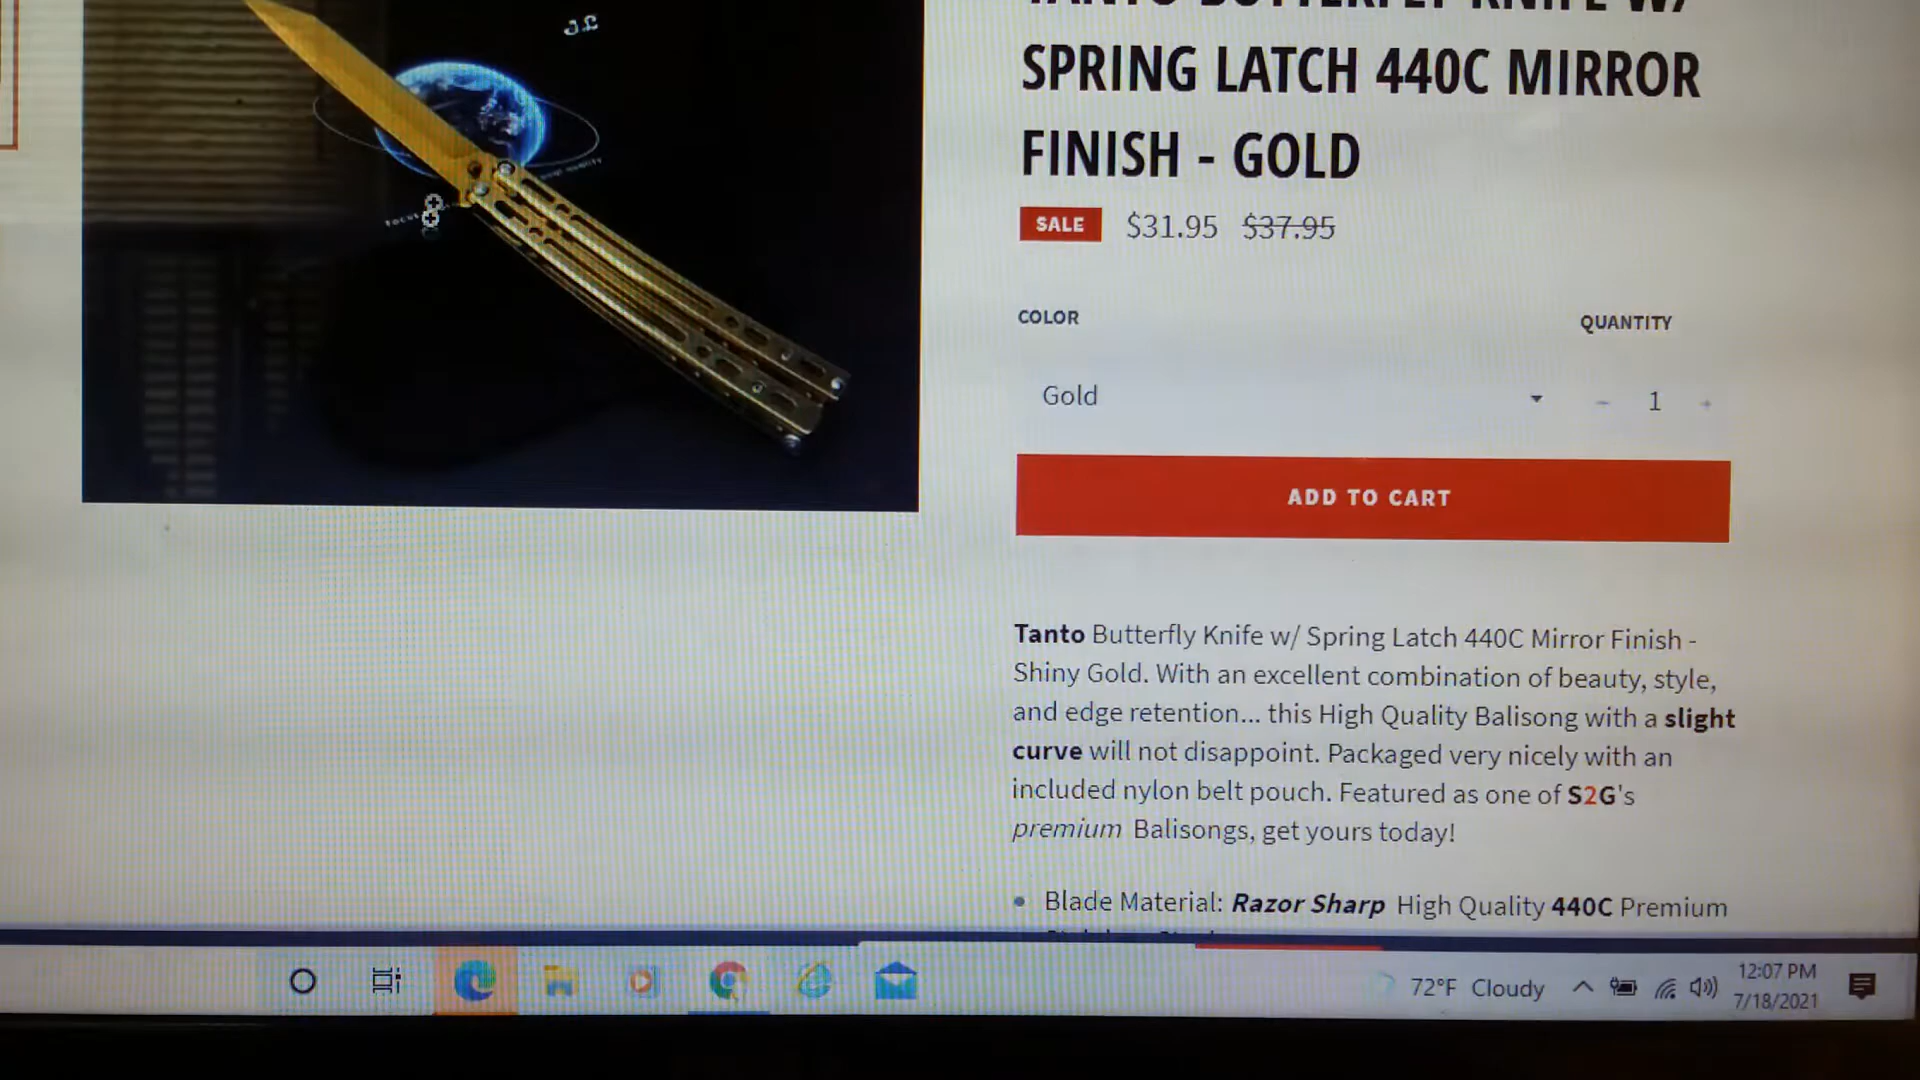 TANTO BUTTERFLY KNIFE W/
SPRING LATCH 440C MIRROR
FINISH - GOLD
SALE $31.95 $37.95
COLOR
QUANTITY
Gold
- 1 +
ADD TO CART
Tanto Butterfly Knife w/ Spring Latch 440C Mirror Finish -
Shiny Gold. With an excellent combination of beauty, style,
and edge retention... this High Quality Balisong with a slight
curve will not disappoint. Packaged very nicely with an
included nylon belt pouch. Featured as one of S2G's
premium Balisongs, get yours today!
• Blade Material: Razor Sharp High Quality 440C Premium
72°F Cloudy
12:07 PM
7/18/2021